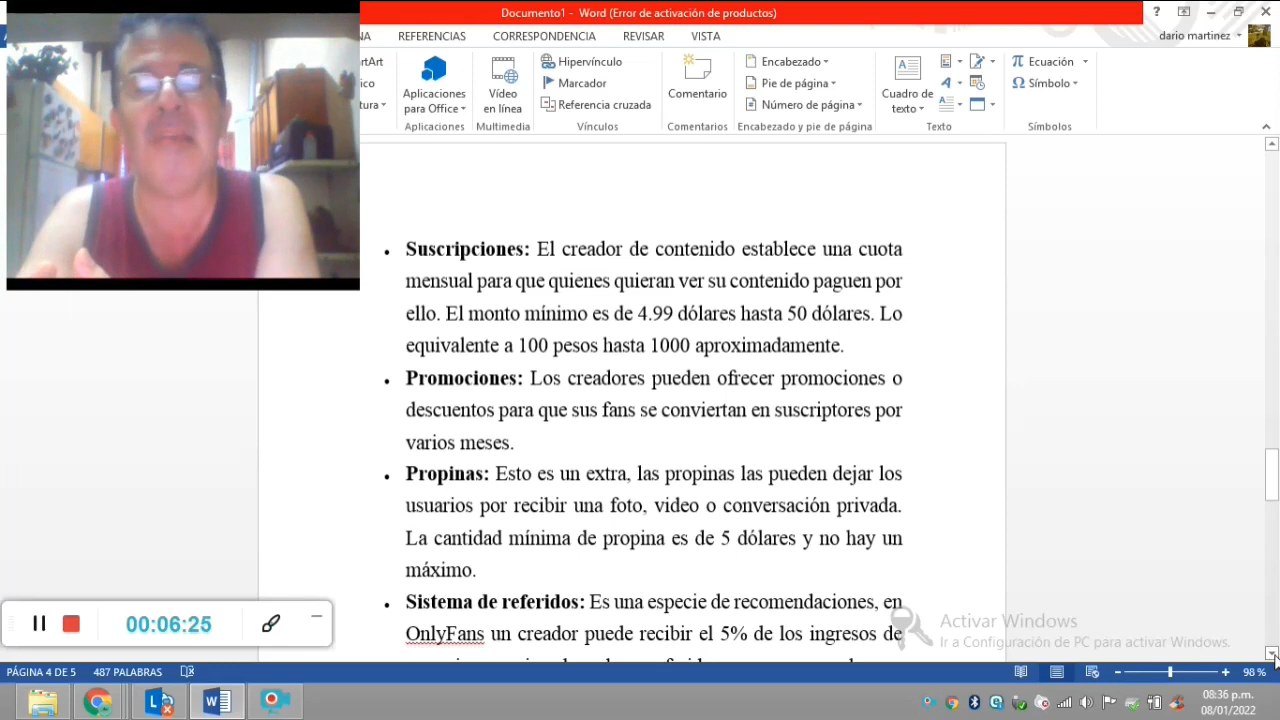 Documento1 - Word (Error de activación de productos)
REFERENCIAS CORRESPONDENCIA REVISAR VISTA
dario martinez
Hipervínculo
Marcador
Referencia cruzada
Vínculos
Aplicaciones
para Office
Aplicaciones
Vídeo
en línea
Multimedia
Comentario
Comentarios
Encabezado
Pie de página
Número de página
Encabezado y pie de página
Cuadro de
texto
Texto
Ecuación
Símbolo
Símbolos
• Suscripciones: El creador de contenido establece una cuota
mensual para que quienes quieran ver su contenido paguen por
ello. El monto mínimo es de 4.99 dólares hasta 50 dólares. Lo
equivalente a 100 pesos hasta 1000 aproximadamente.
• Promociones: Los creadores pueden ofrecer promociones o
descuentos para que sus fans se conviertan en suscriptores por
varios meses.
• Propinas: Esto es un extra, las propinas las pueden dejar los
usuarios por recibir una foto, video o conversación privada.
La cantidad mínima de propina es de 5 dólares y no hay un
máximo.
• Sistema de referidos: Es una especie de recomendaciones, en
OnlyFans un creador puede recibir el 5% de los ingresos de
00:06:25
Activar Windows
Ir a Configuración de PC para activar Windows.
PÁGINA 4 DE 5 487 PALABRAS
98 %
08:36 p.m.
08/01/2022